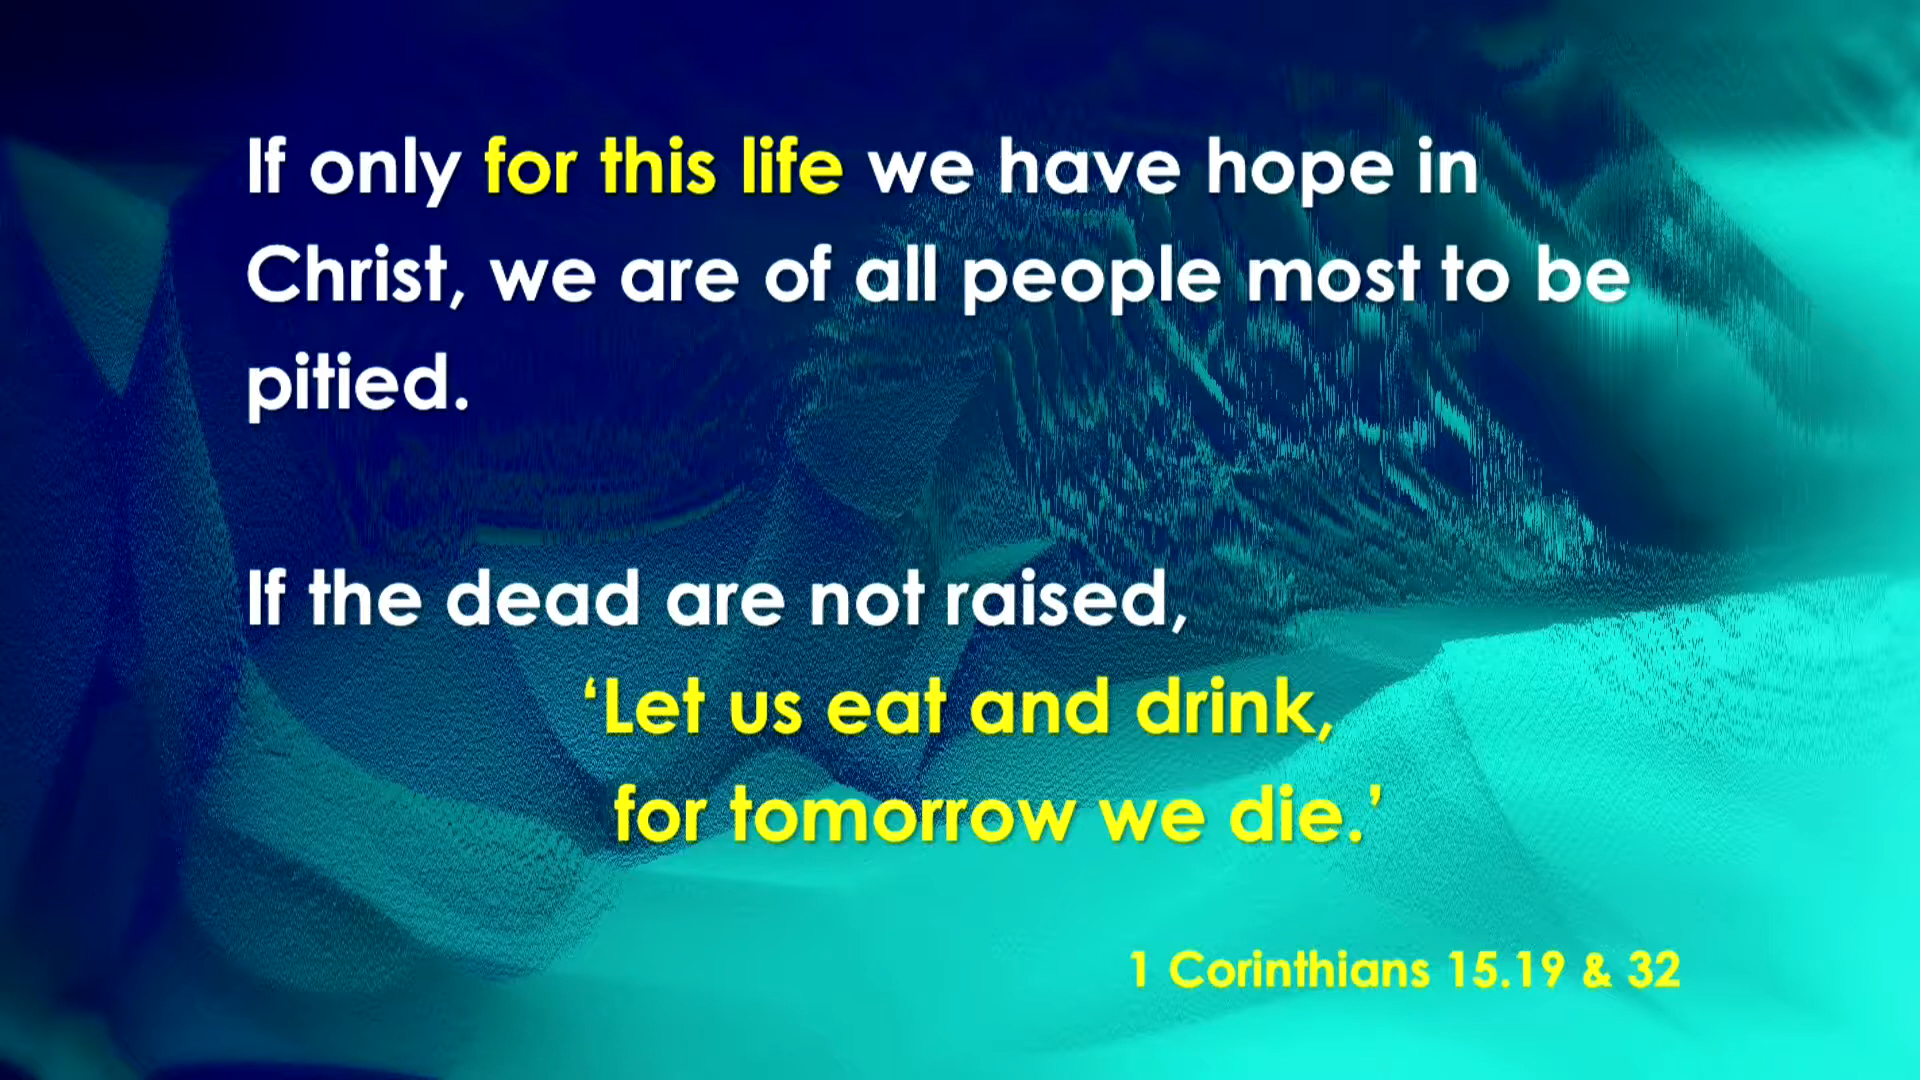 If only for this life we have hope in
Christ, we are of all people most to be
pitied.
If the dead are not raised,
‘Let us eat and drink,
for tomorrow we die.’
1 Corinthians 15.19 & 32